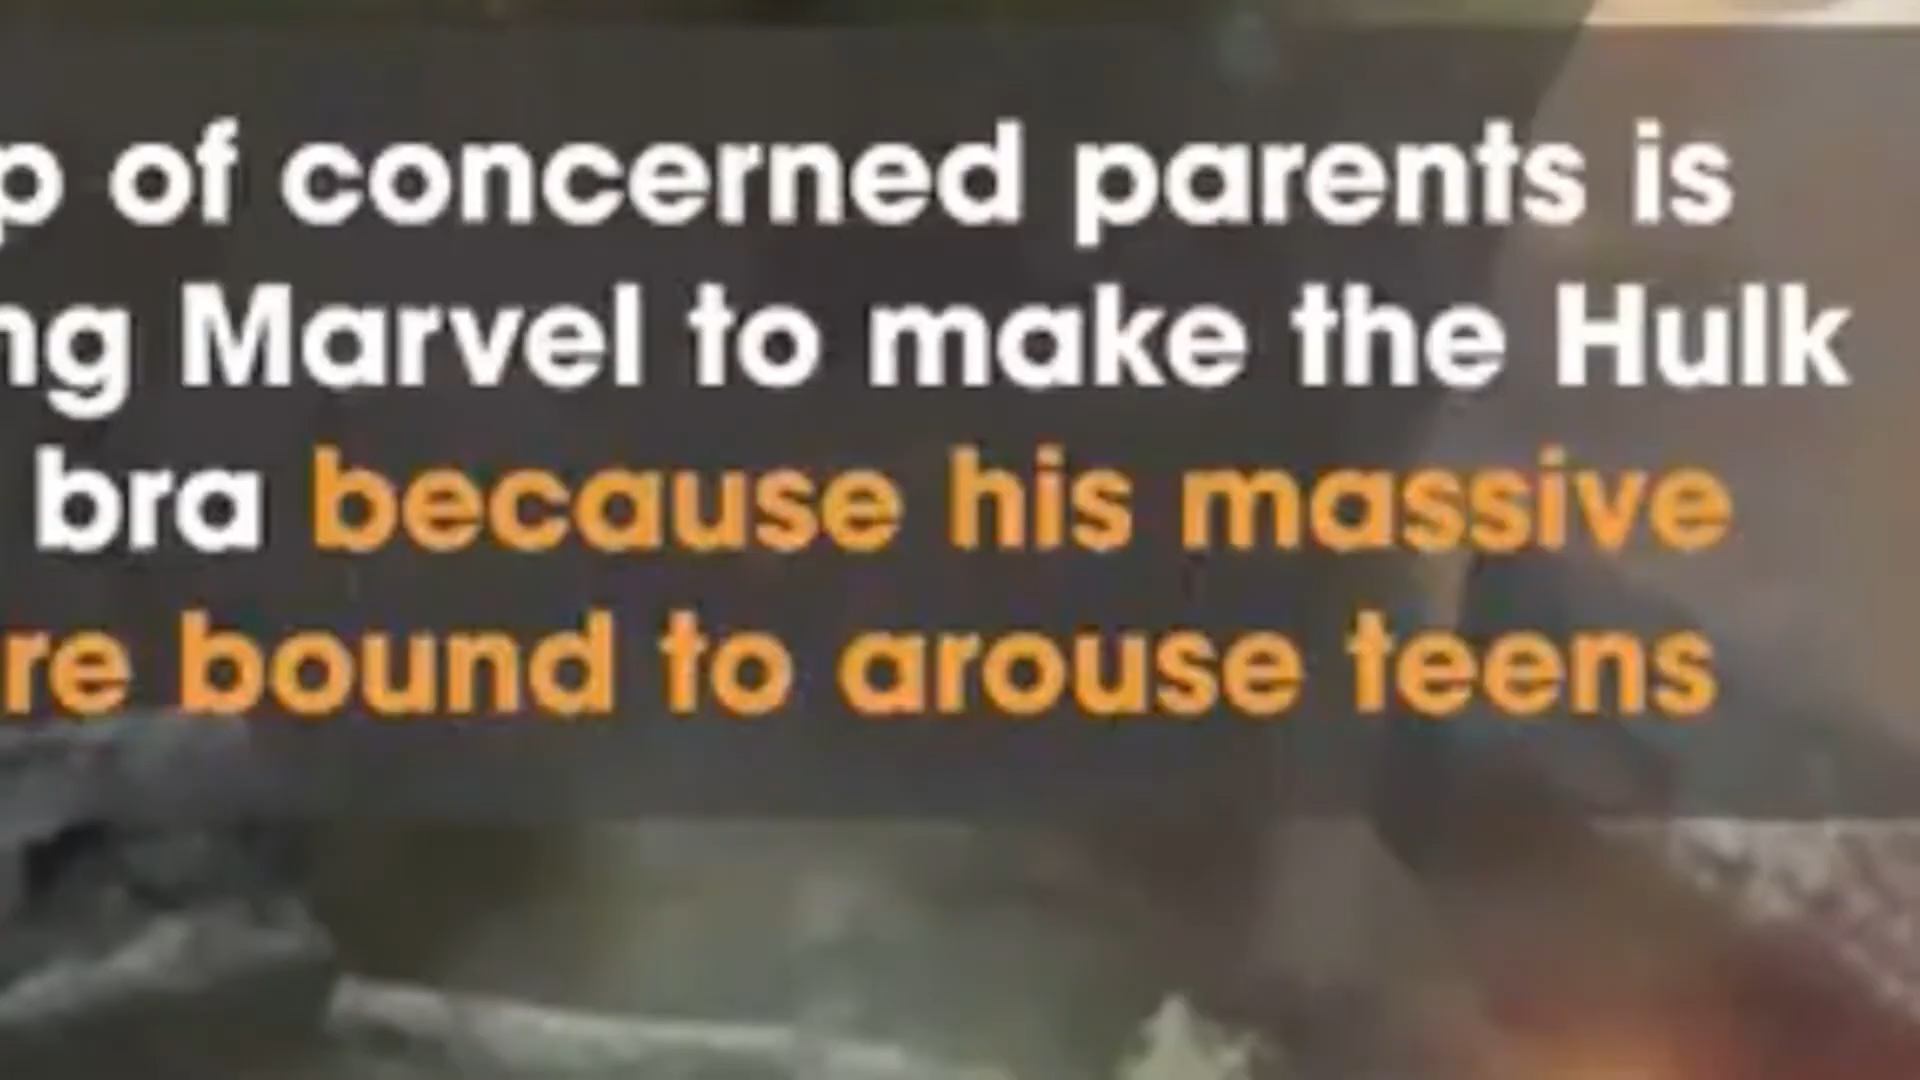 p of concerned parents is
ng Marvel to make the Hulk
bra because his massive
re bound to arouse teens